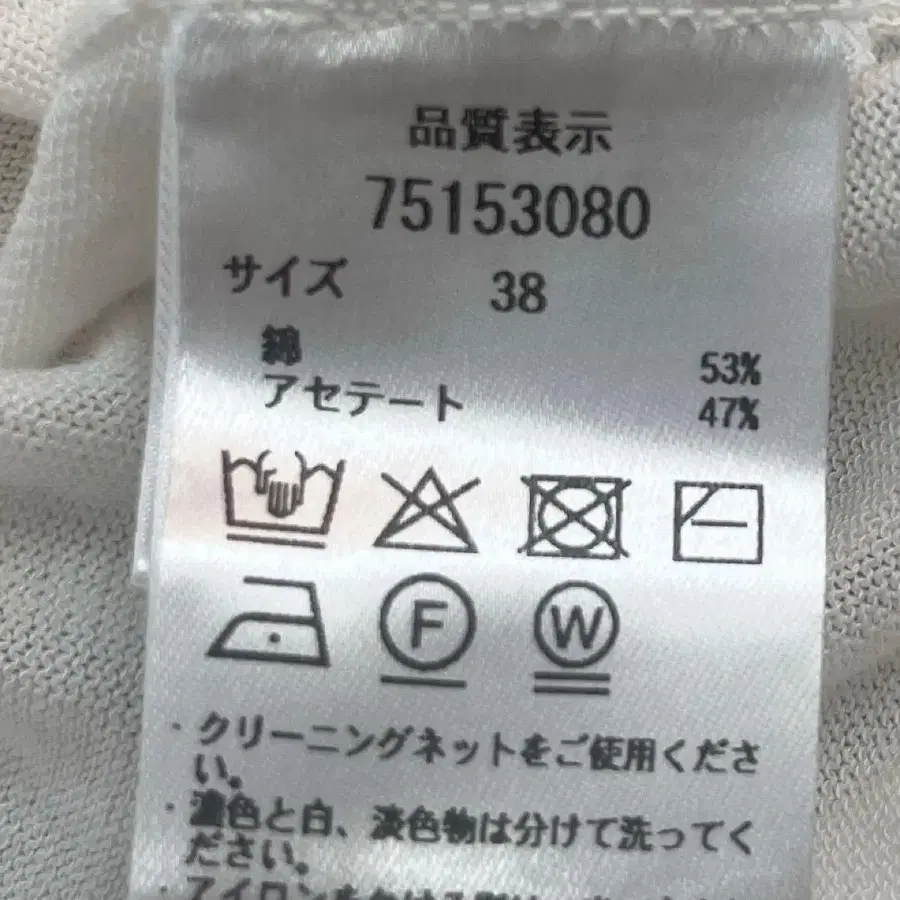 品質表示
75153080
サイズ 38
綿 53%
アセテート 47%
F W
・クリーニングネットをご使用くださ
い。
・濃色と白、淡色物は分けて洗ってく
ださい。